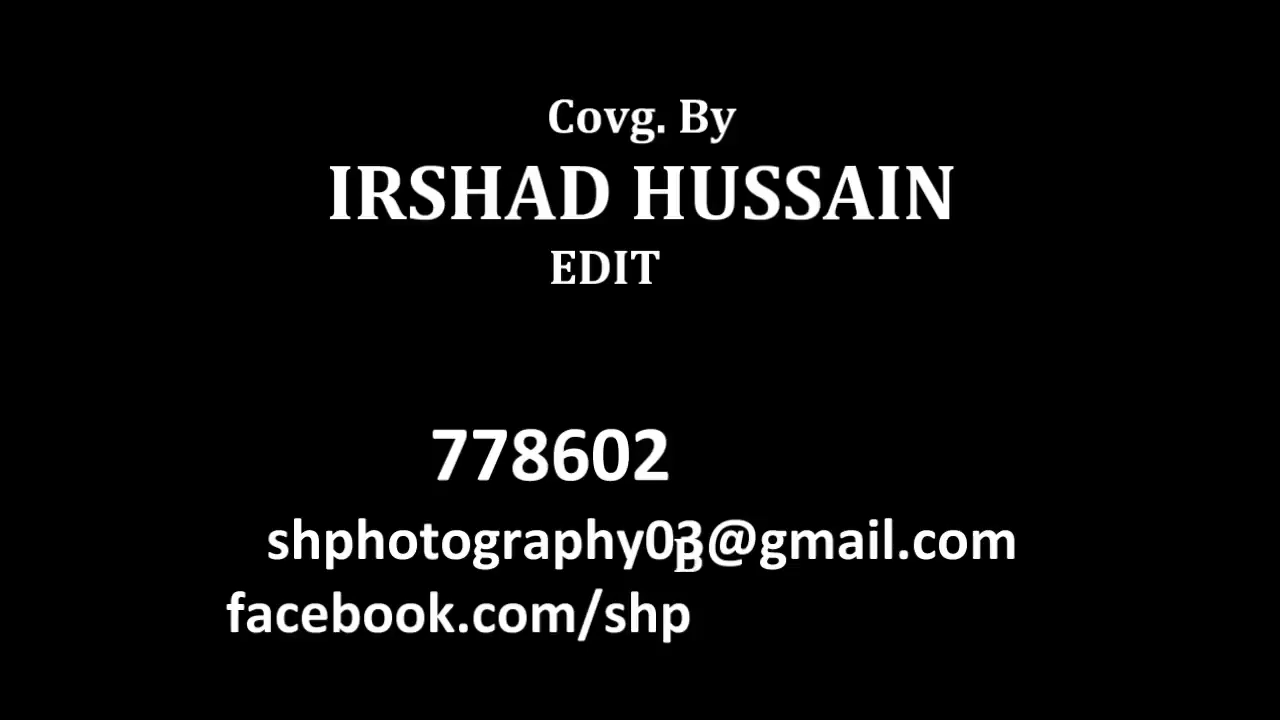 Covg. By
IRSHAD HUSSAIN
EDIT
778602
shphotography03@gmail.com
B
facebook.com/shp